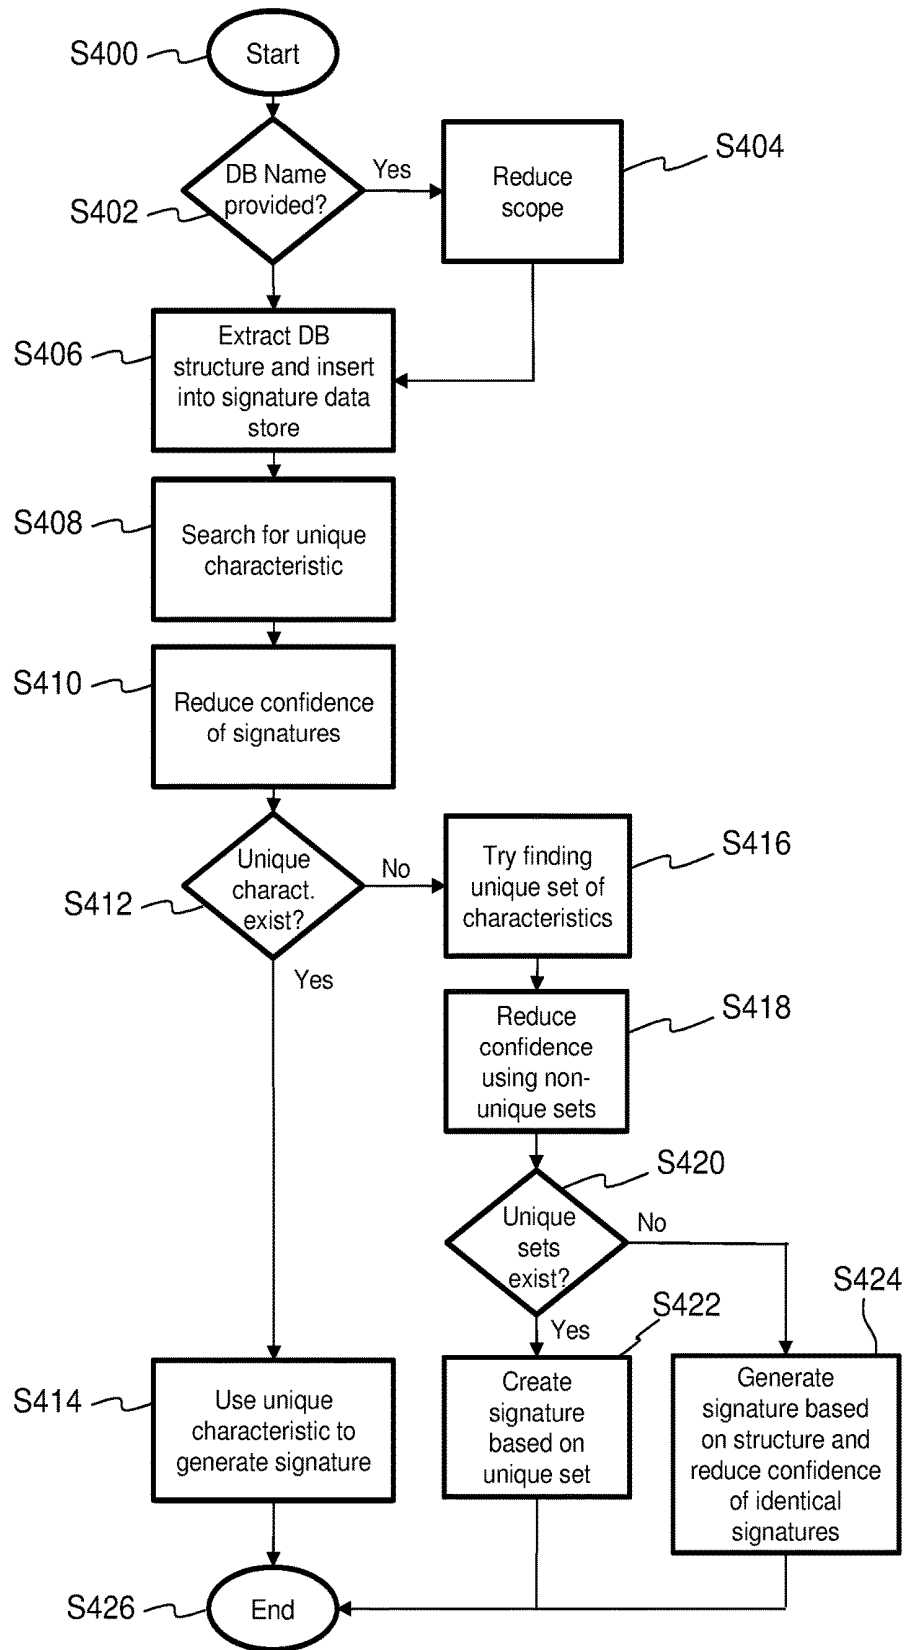 S400
Start
S402
DB Name
provided?
Yes
S404
Reduce
scope
S406
Extract DB
structure and insert
into signature data
store
S408
Search for unique
characteristic
S410
Reduce confidence
of signatures
S412
Unique
charact.
exist?
No
Yes
S416
Try finding
unique set of
characteristics
S418
Reduce
confidence
using non-
unique sets
S420
Unique
sets
exist?
No
Yes
S422
Create
signature
based on
unique set
S424
Generate
signature based
on structure and
reduce confidence
of identical
signatures
S414
Use unique
characteristic to
generate signature
S426
End